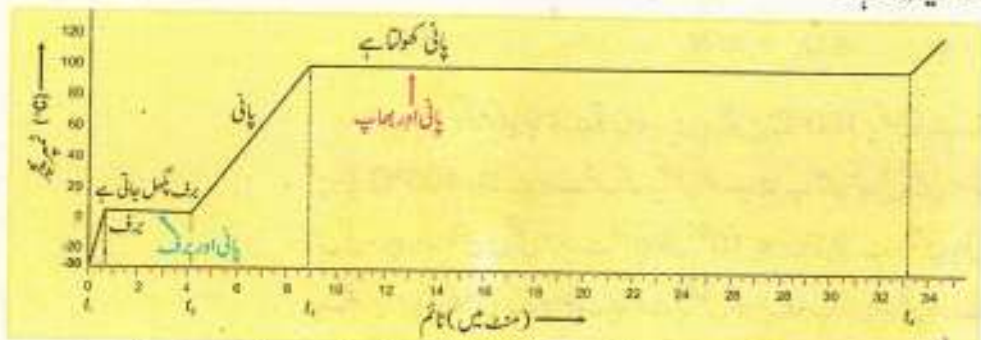 120
100
80
60
40
20
0
-20
-30
ٹمپریچر (°C)
پانی کھولتا ہے
پانی اور بھاپ
پانی
برف پگھل جاتی ہے
برف
پانی اور برف
0 2 4 6 8 10 12 14 16 18 20 22 24 26 28 30 32 34
ٹائم (منٹ میں)